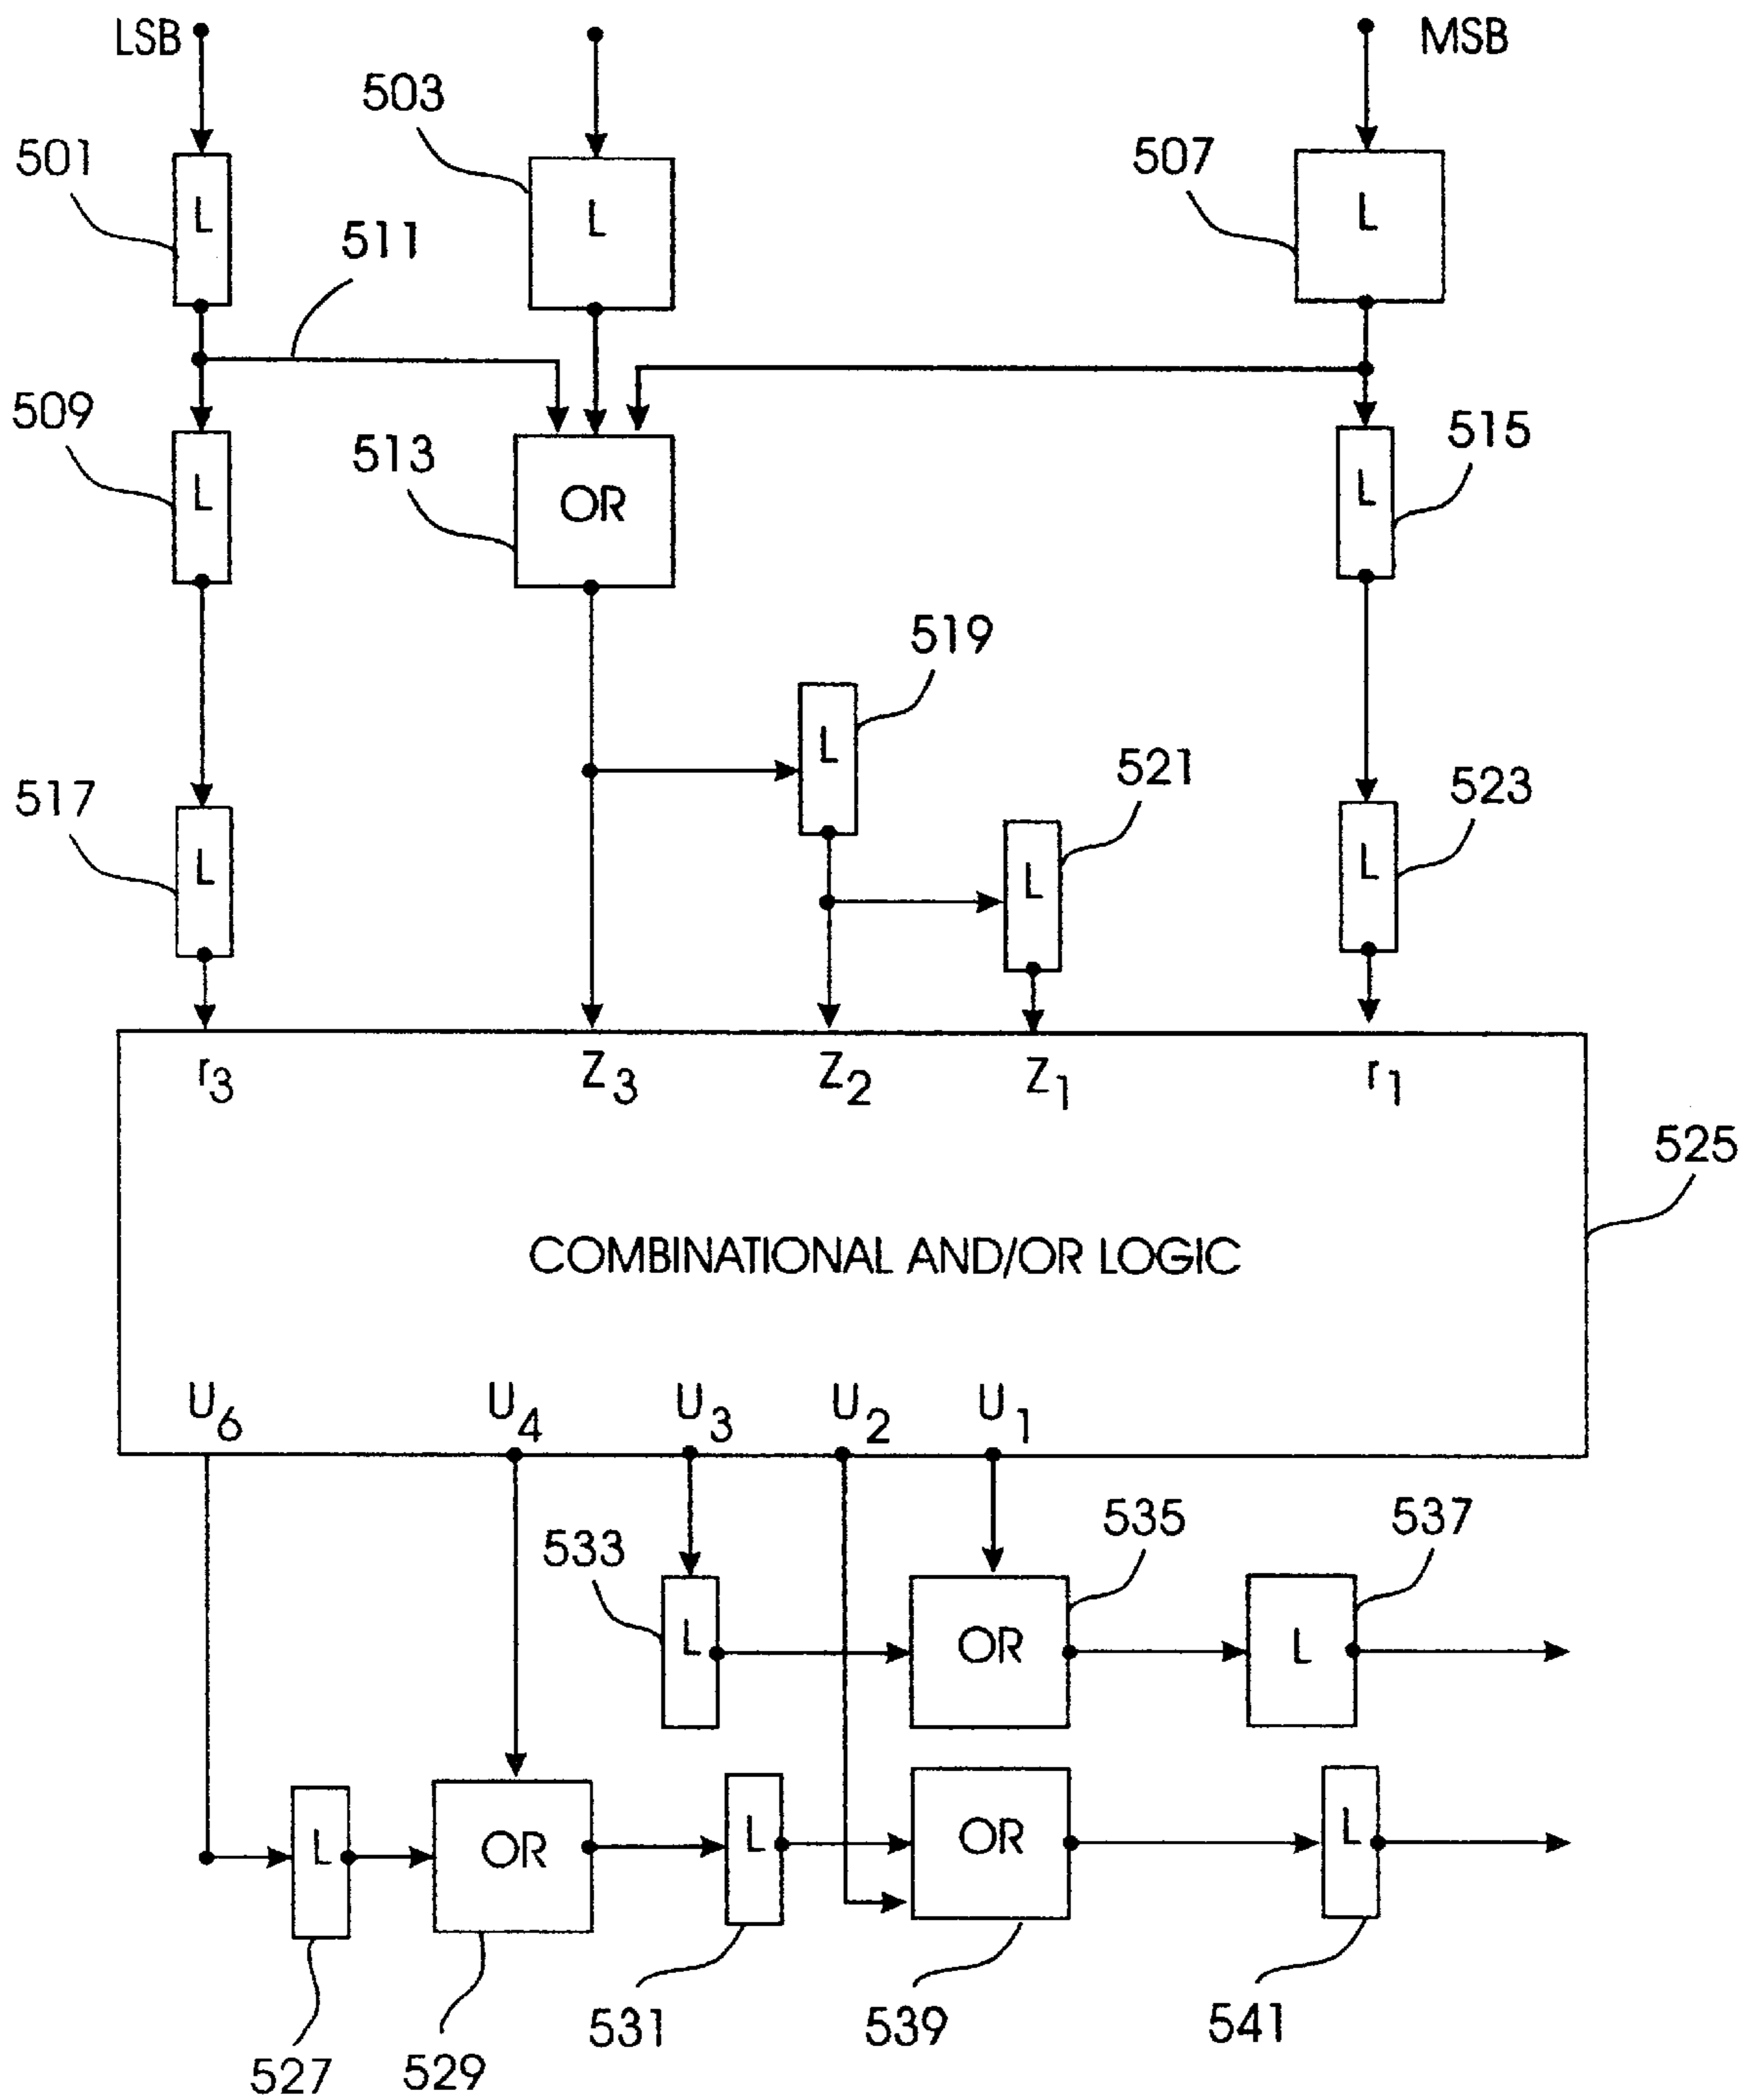 LSB
MSB
503
501
507
L
L
L
511
509
515
513
L
OR
L
519
L
517
521
523
L
L
L
r3
Z3
Z2
Z1
r1
525
COMBINATIONAL AND/OR LOGIC
U6
U4
U3
U2
U1
533
535
537
L
OR
L
L
OR
L
OR
L
527
529
531
539
541